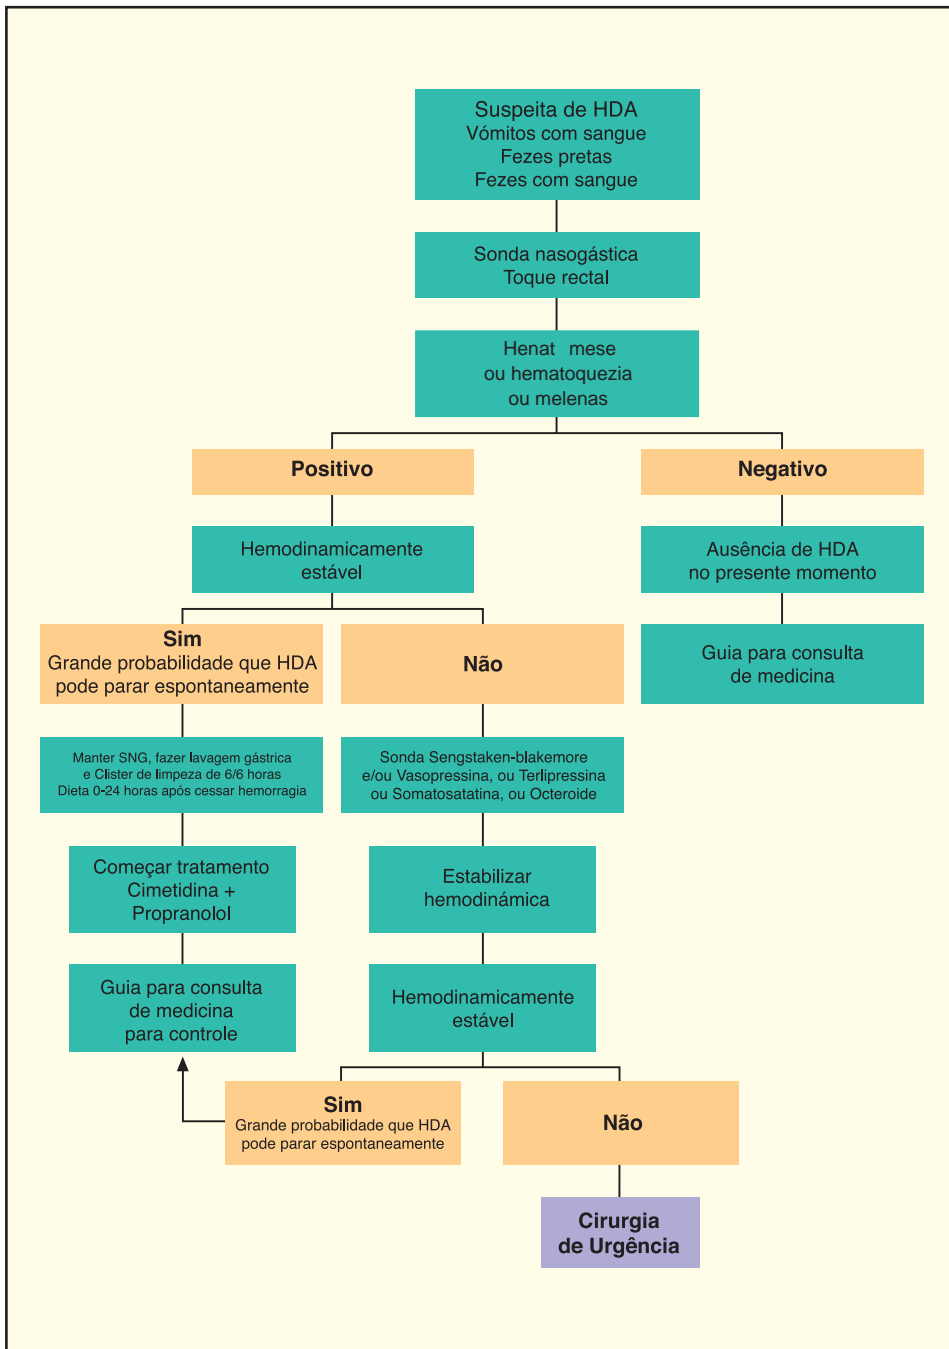 Suspeita de HDA
Vómitos com sangue
Fezes pretas
Fezes com sangue
Sonda nasogástica
Toque rectal
Henat mese
ou hematoquezia
ou melenas
Positivo
Negativo
Hemodinamicamente
estável
Ausência de HDA
no presente momento
Sim
Grande probabilidade que HDA
pode parar espontaneamente
Não
Guia para consulta
de medicina
Manter SNG, fazer lavagem gástrica
e Clister de limpeza de 6/6 horas
Dieta 0-24 horas após cessar hemorragia
Sonda Sengstaken-blakemore
e/ou Vasopressina, ou Terlipressina
ou Somatosatatina, ou Octeroide
Começar tratamento
Cimetidina +
Propranolol
Estabilizar
hemodinámica
Guia para consulta
de medicina
para controle
Hemodinamicamente
estável
Sim
Grande probabilidade que HDA
pode parar espontaneamente
Não
Cirurgia
de Urgência